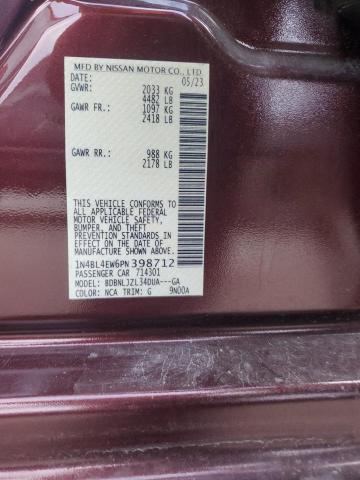 MFD BY NISSAN MOTOR CO., LTD
DATE: 05/23
GVWR: 2033 KG
4482 LB
GAWR FR: 1097 KG
2418 LB
GAWR RR: 988 KG
2178 LB
THIS VEHICLE CONFORMS TO ALL
APPLICABLE FEDERAL
MOTOR VEHICLE SAFETY,
BUMPER, AND THEFT
PREVENTION STANDARDS
IN EFFECT ON THE DATE OF
MANUFACTURE SHOWN ABOVE.
1N4BL4EW6PN398712
PASSENGER CAR 714301
MODEL: BDBNLJZL34DUA---GA
COLOR: NCA TRIM: G 9N00A